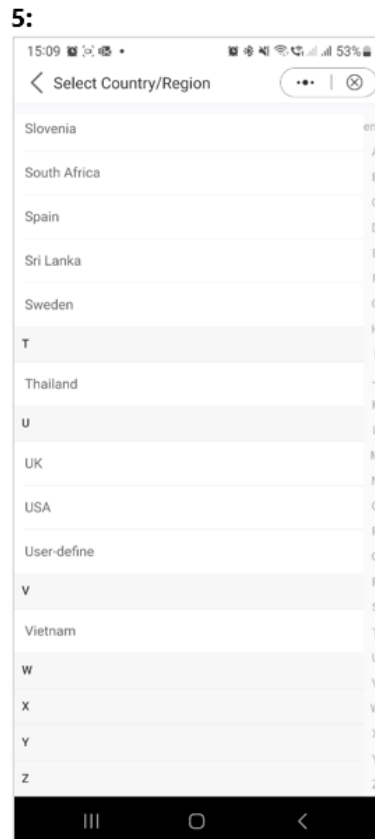 5:
15:09 53%
Select Country/Region
Slovenia
South Africa
Spain
Sri Lanka
Sweden
T
Thailand
U
UK
USA
User-define
V
Vietnam
W
X
Y
Z